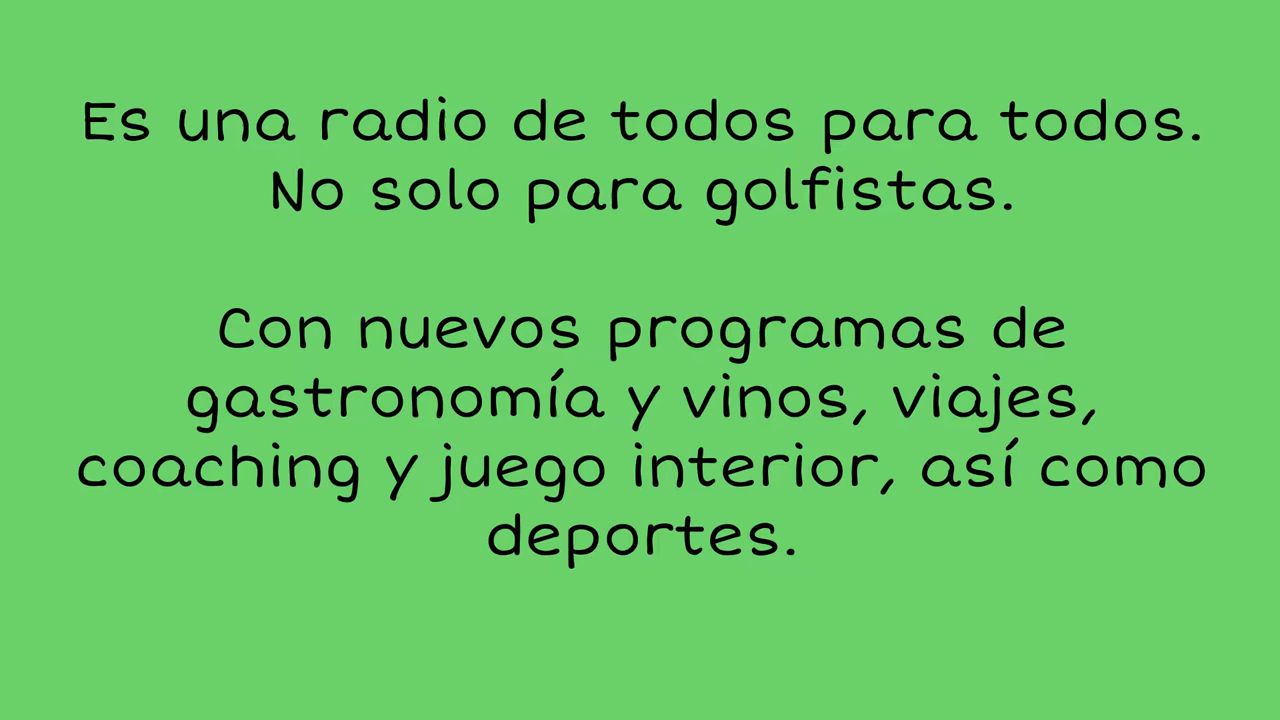 Es una radio de todos para todos.
No solo para golfistas.
Con nuevos programas de
gastronomía y vinos, viajes,
coaching y juego interior, así como
deportes.